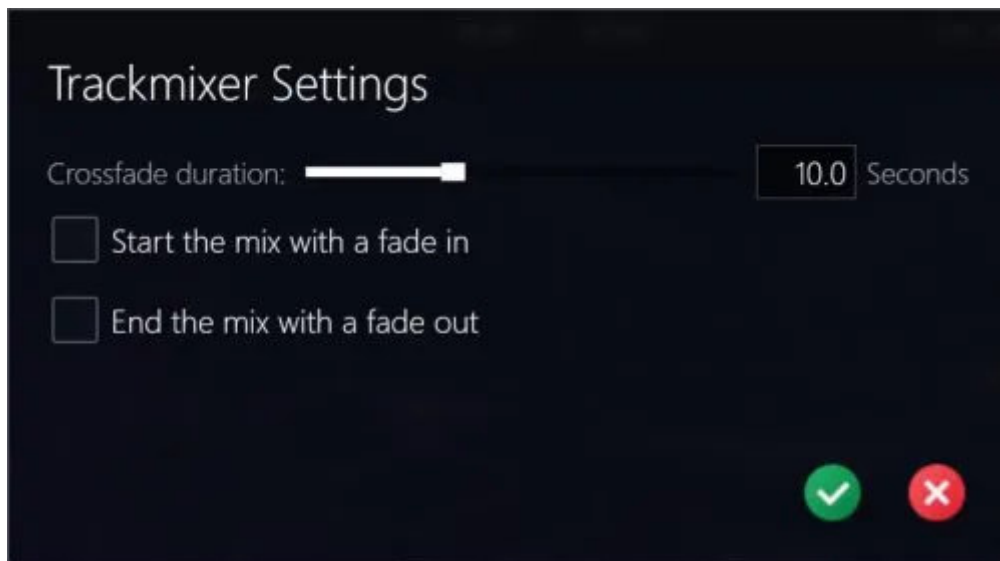 Trackmixer Settings
Crossfade duration: 10.0 Seconds
Start the mix with a fade in
End the mix with a fade out